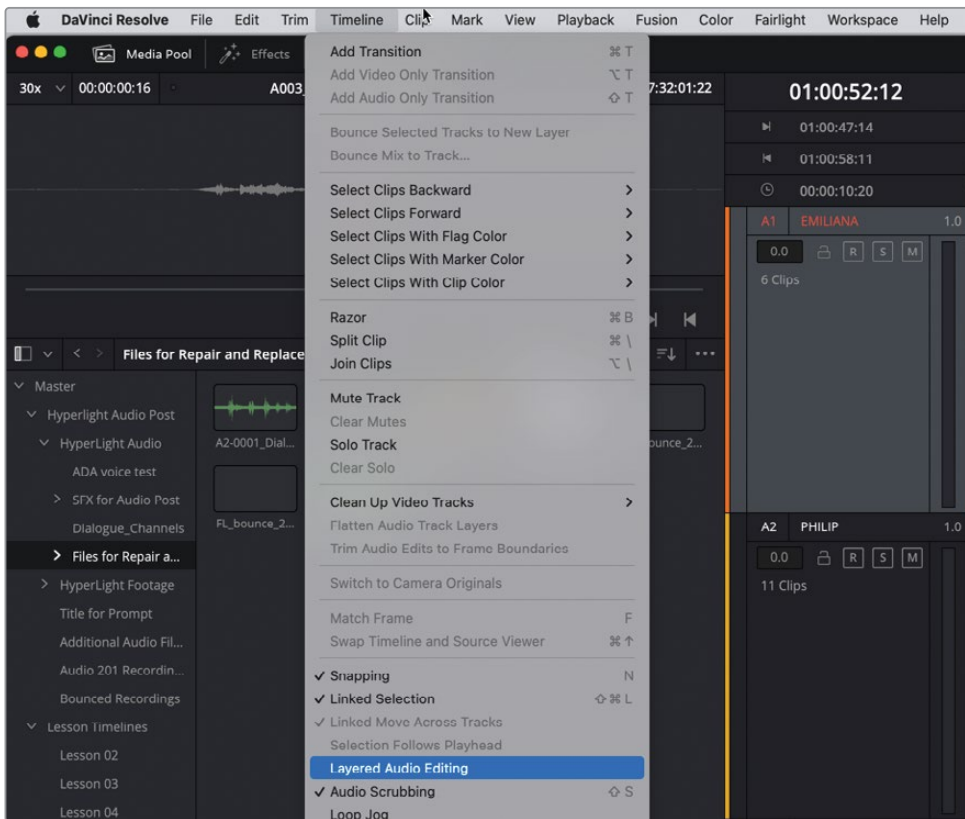 DaVinci Resolve File Edit Trim Timeline Clip Mark View Playback Fusion Color Fairlight Workspace Help
Media Pool Effects
30x 00:00:00:16 A003_ 7:32:01:22
Add Transition ⌘ T
Add Video Only Transition ⌥ T
Add Audio Only Transition ⇧ T
Bounce Selected Tracks to New Layer
Bounce Mix to Track...
Select Clips Backward
Select Clips Forward
Select Clips With Flag Color
Select Clips With Marker Color
Select Clips With Clip Color
Razor ⌘ B
Split Clip ⌘ \
Join Clips ⌥ \
Mute Track
Clear Mutes
Solo Track
Clear Solo
Clean Up Video Tracks
Flatten Audio Track Layers
Trim Audio Edits to Frame Boundaries
Switch to Camera Originals
Match Frame F
Swap Timeline and Source Viewer ⌘ ↑
✓ Snapping N
✓ Linked Selection ⇧ ⌘ L
✓ Linked Move Across Tracks
Selection Follows Playhead
Layered Audio Editing
✓ Audio Scrubbing ⇧ S
Loop Jog
Files for Repair and Replace
Master
Hyperlight Audio Post
HyperLight Audio
ADA voice test
SFX for Audio Post
Dialogue_Channels
Files for Repair a...
HyperLight Footage
Title for Prompt
Additional Audio Fil...
Audio 201 Recordin...
Bounced Recordings
Lesson Timelines
Lesson 02
Lesson 03
Lesson 04
A2-0001_Dial...
ounce_2...
FL_bounce_2...
01:00:52:12
01:00:47:14
01:00:58:11
00:00:10:20
A1 EMILIANA 1.0
0.0 R S M
6 Clips
A2 PHILIP 1.0
0.0 R S M
11 Clips